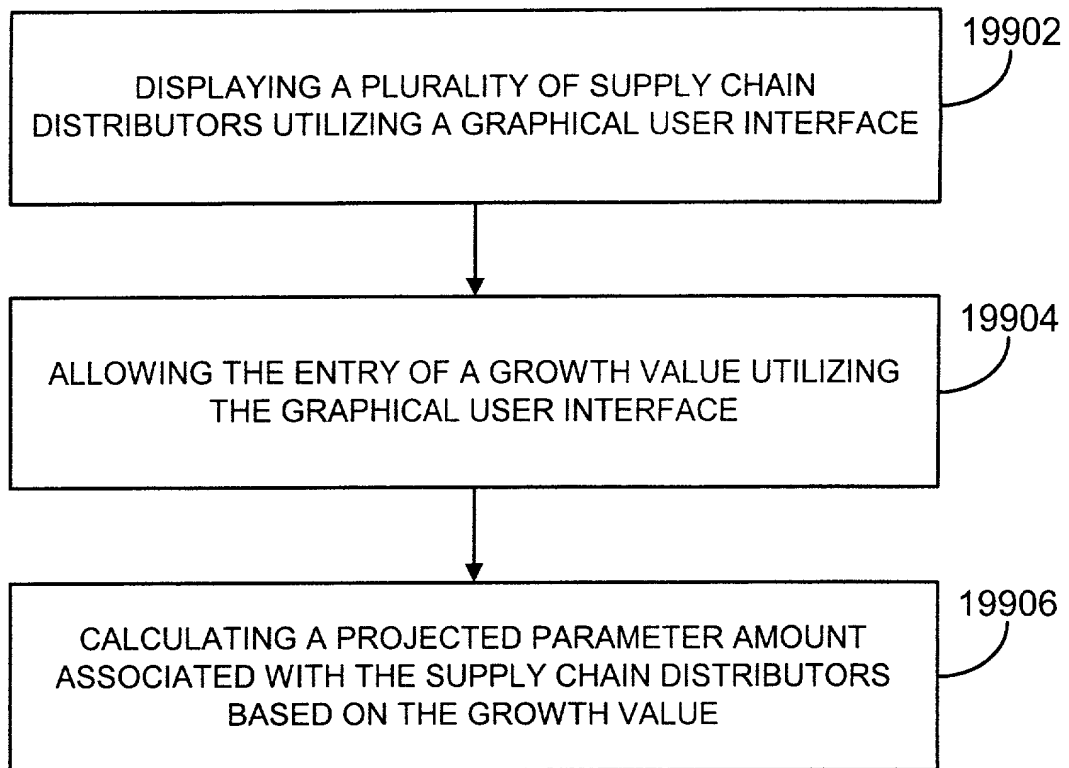 19902
DISPLAYING A PLURALITY OF SUPPLY CHAIN
DISTRIBUTORS UTILIZING A GRAPHICAL USER INTERFACE
19904
ALLOWING THE ENTRY OF A GROWTH VALUE UTILIZING
THE GRAPHICAL USER INTERFACE
19906
CALCULATING A PROJECTED PARAMETER AMOUNT
ASSOCIATED WITH THE SUPPLY CHAIN DISTRIBUTORS
BASED ON THE GROWTH VALUE